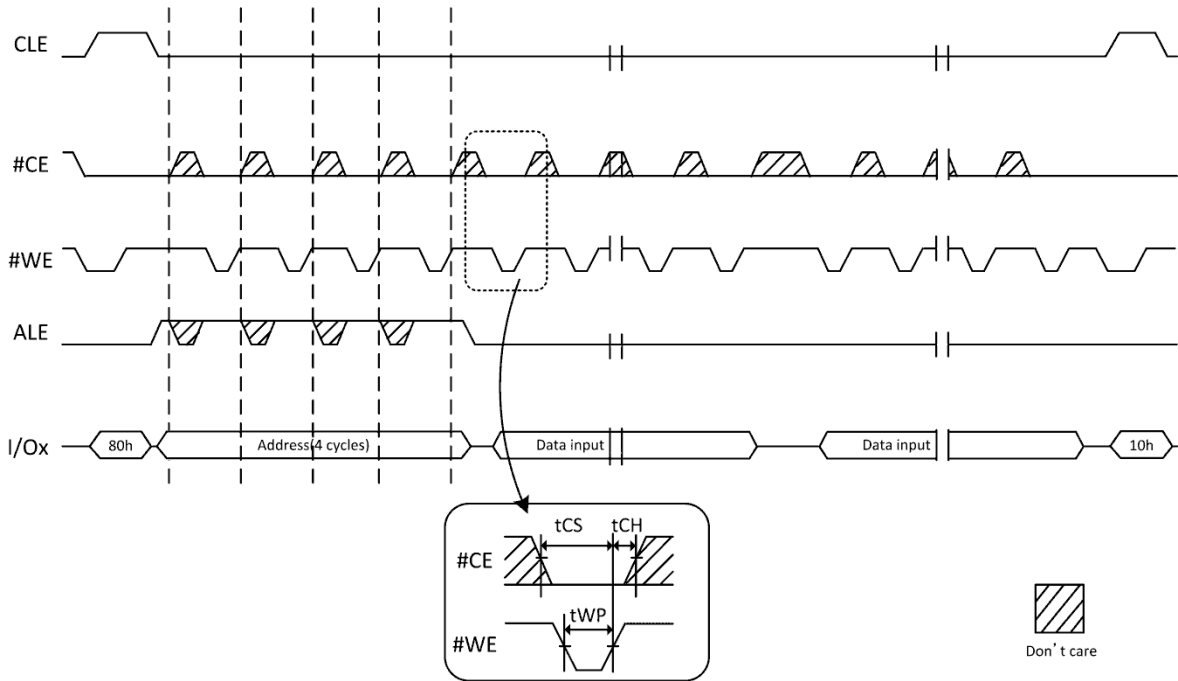 CLE
#CE
#WE
ALE
I/Ox 80h Address(4 cycles) Data input Data input 10h
tCS tCH
#CE
tWP
#WE
Don't care